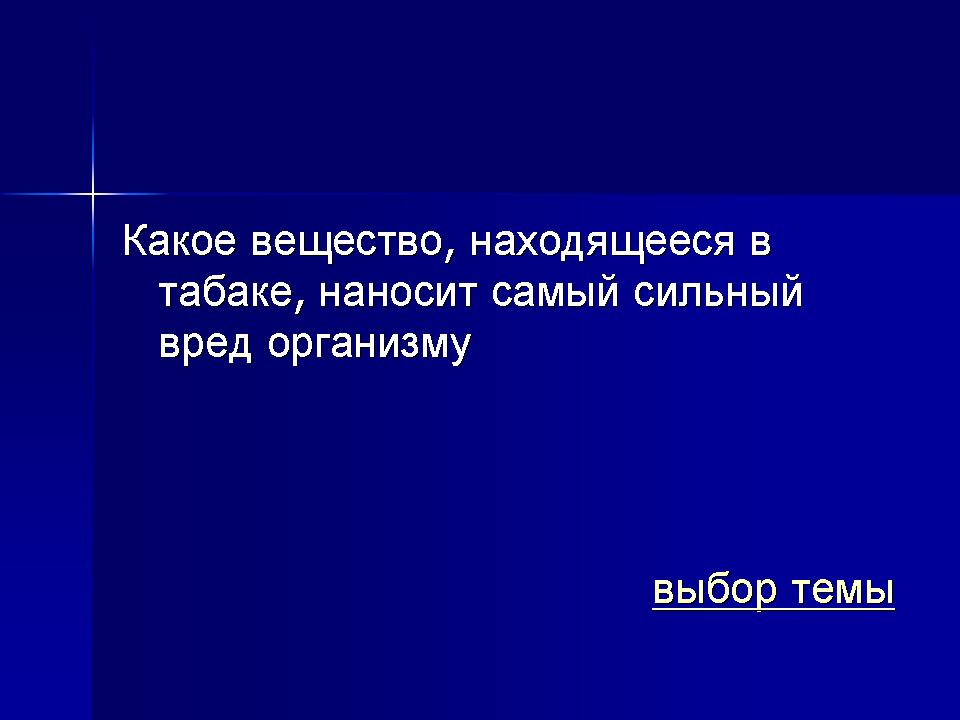 Какое вещество, находящееся в
табаке, наносит самый сильный
вред организму
выбор темы